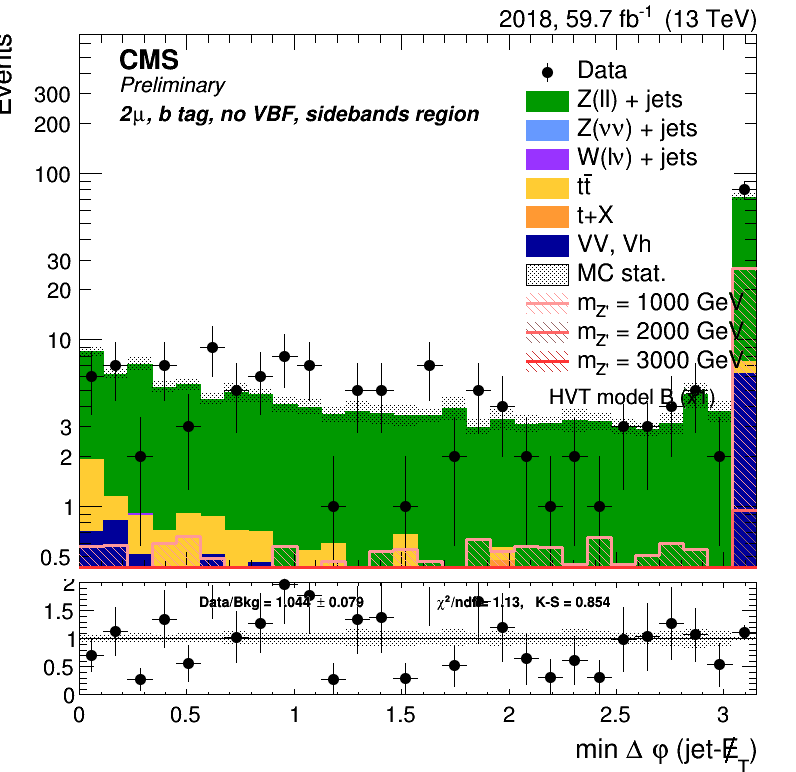 2018, 59.7 fb⁻¹ (13 TeV)
Events
CMS
Preliminary
2μ, b tag, no VBF, sidebands region
Data
Z(ll) + jets
Z(νν) + jets
W(lν) + jets
tt̄
t+X
VV, Vh
MC stat.
m_Z' = 1000 GeV
m_Z' = 2000 GeV
m_Z' = 3000 GeV
HVT model B (x1)
300
200
100
30
20
10
3
2
1
0.5
Data/Bkg = 1.044 ± 0.079
χ²/ndf = 1.13, K-S = 0.854
2
1.5
1
0.5
0
0 0.5 1 1.5 2 2.5 3
min Δ φ (jet-E̸_T)